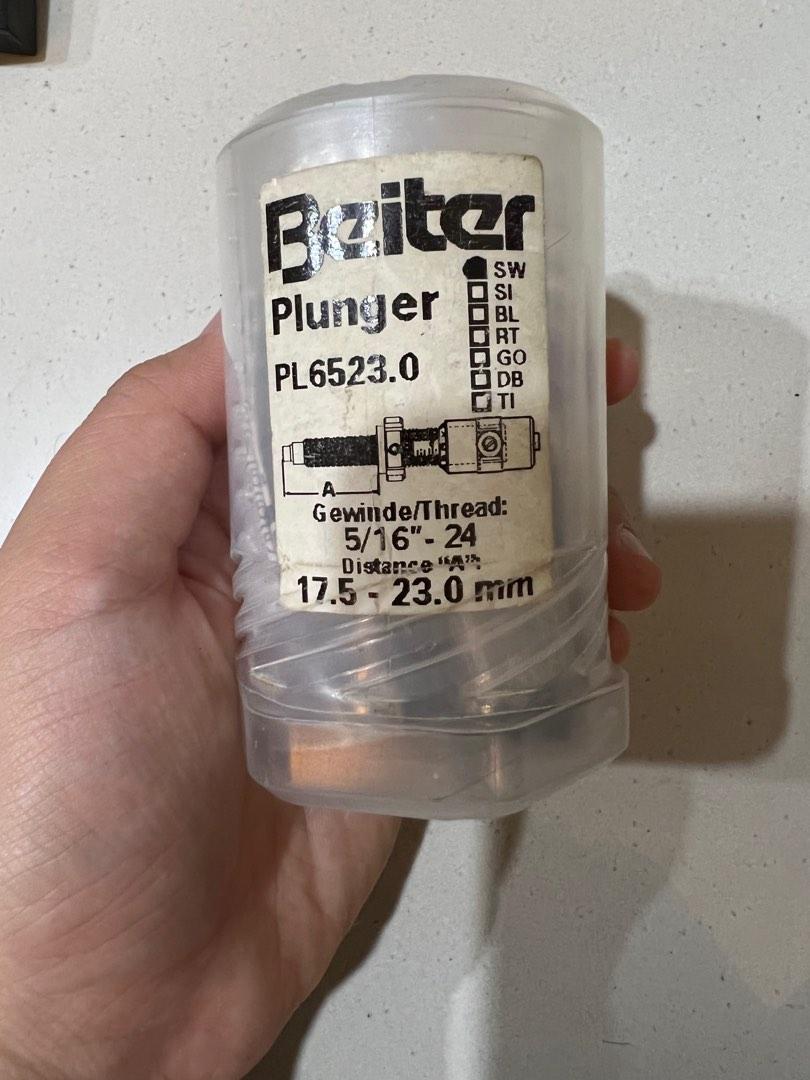 Beiter
SW
SI
BL
RT
GO
DB
TI
Plunger
PL6523.0
A
Gewinde/Thread:
5/16"- 24
Distance "A":
17.5 - 23.0 mm